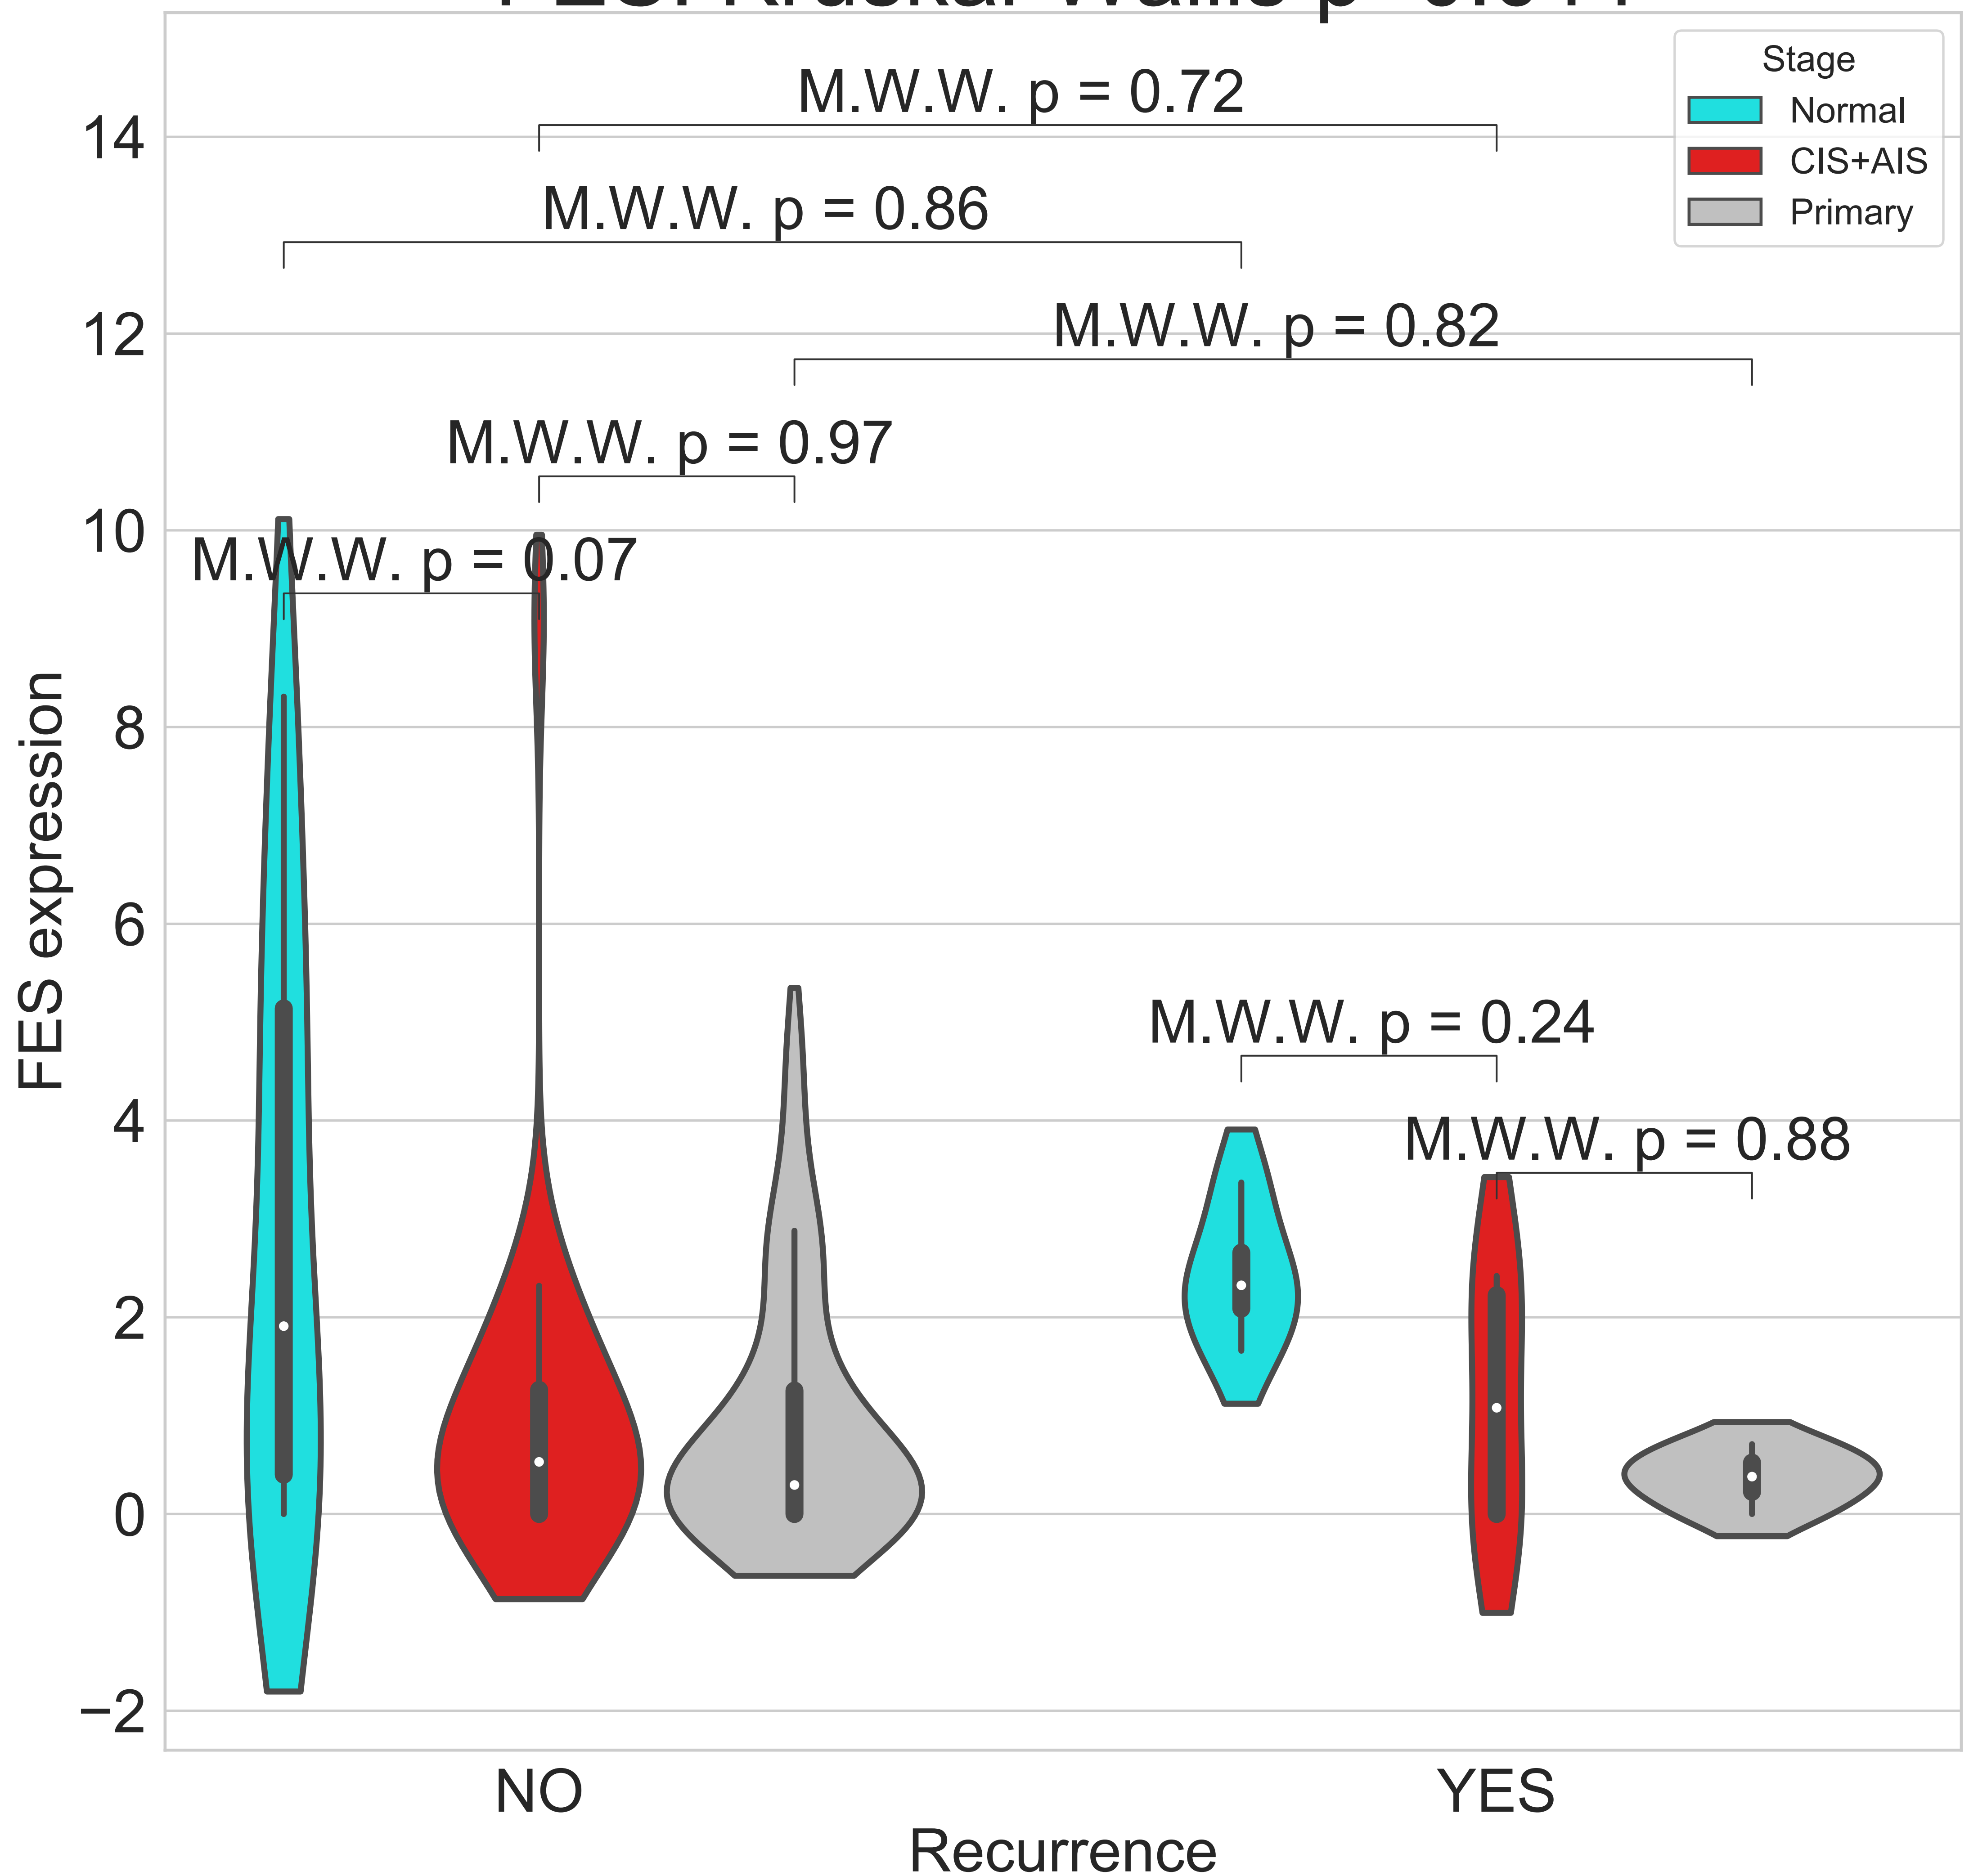 Stage
Normal
CIS+AIS
Primary
M.W.W. p = 0.72
M.W.W. p = 0.86
M.W.W. p = 0.82
M.W.W. p = 0.97
M.W.W. p = 0.07
M.W.W. p = 0.24
M.W.W. p = 0.88
14
12
10
8
6
4
2
0
−2
FES expression
NO
YES
Recurrence